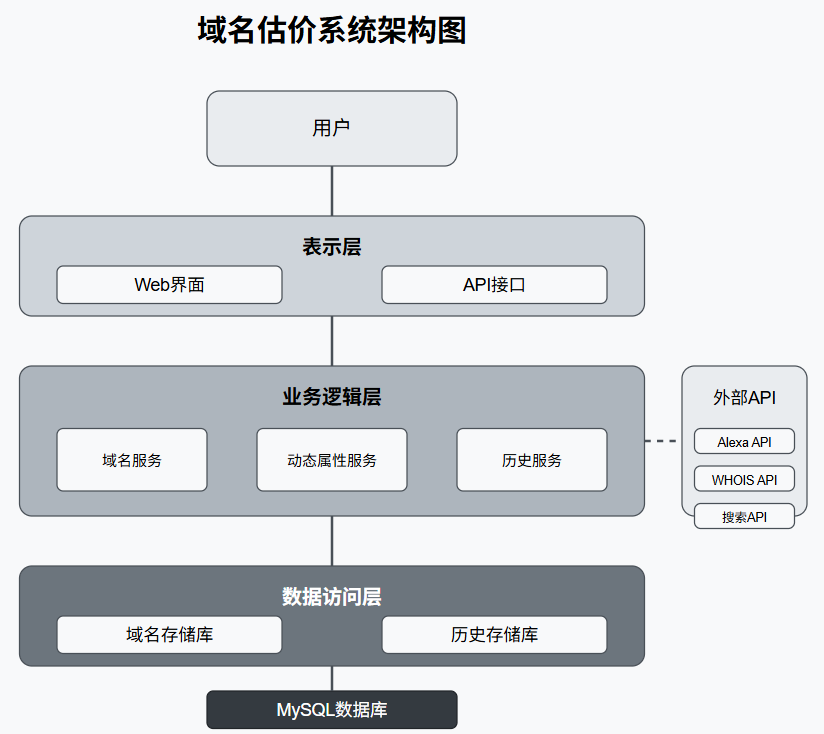 域名估价系统架构图
用户
表示层
Web界面
API接口
业务逻辑层
域名服务
动态属性服务
历史服务
外部API
Alexa API
WHOIS API
搜索API
数据访问层
域名存储库
历史存储库
MySQL数据库